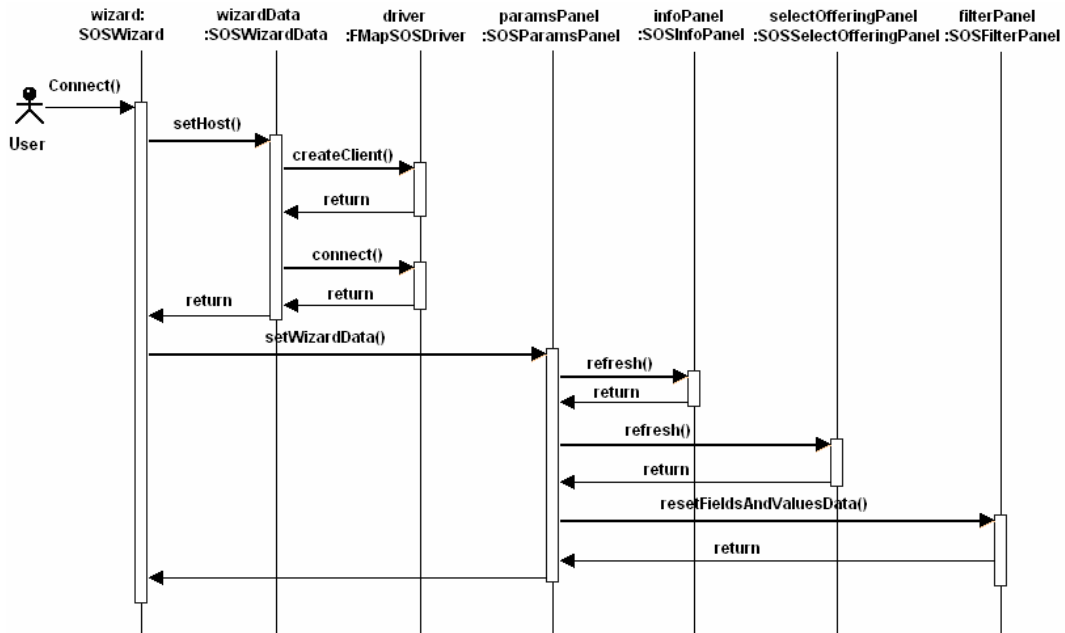 wizard:
SOSWizard
wizardData
:SOSWizardData
driver
:FMapSOSDriver
paramsPanel
:SOSParamsPanel
infoPanel
:SOSInfoPanel
selectOfferingPanel
:SOSSelectOfferingPanel
filterPanel
:SOSFilterPanel
Connect()
User
setHost()
createClient()
return
connect()
return
return
setWizardData()
refresh()
return
refresh()
return
resetFieldsAndValuesData()
return